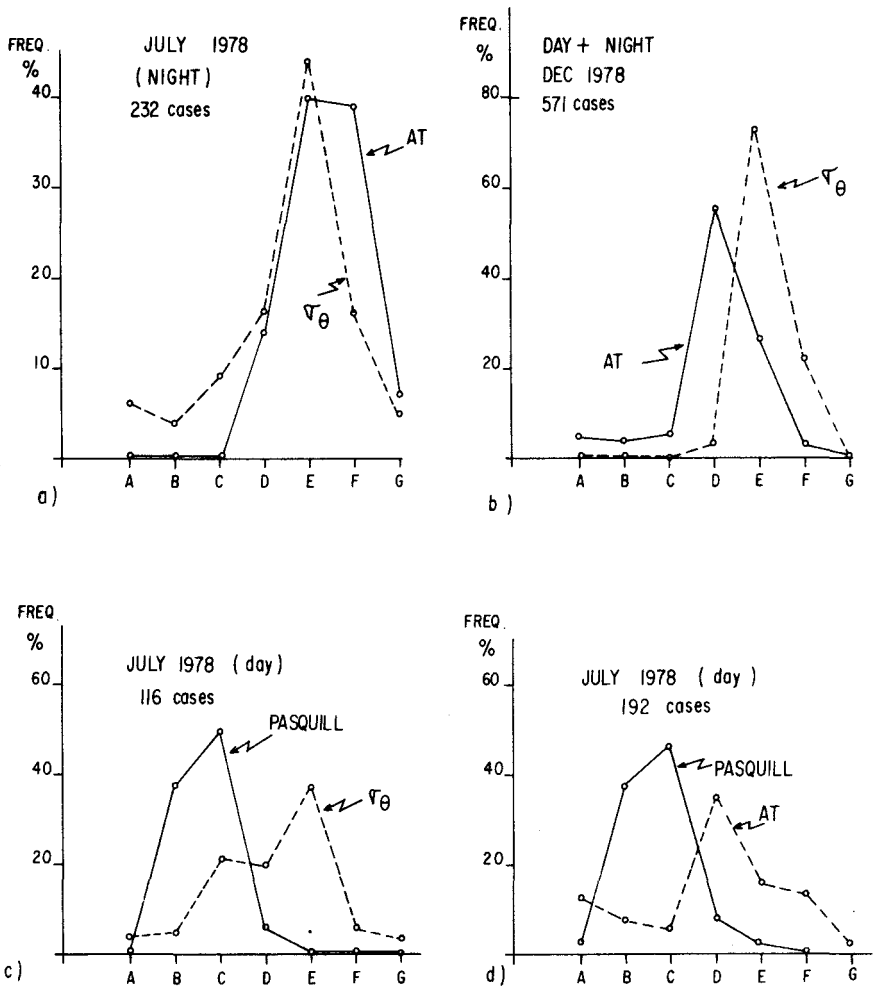 FREQ.
%
JULY 1978
(NIGHT)
232 cases
40
30
20
10
AT
σθ
A B C D E F G
a)
FREQ.
%
DAY + NIGHT
DEC 1978
571 cases
80
60
40
20
σθ
AT
A B C D E F G
b)
FREQ.
%
JULY 1978 (day)
116 cases
60
40
20
PASQUILL
σθ
A B C D E F G
c)
FREQ.
%
JULY 1978 (day)
192 cases
60
40
20
PASQUILL
AT
A B C D E F G
d)